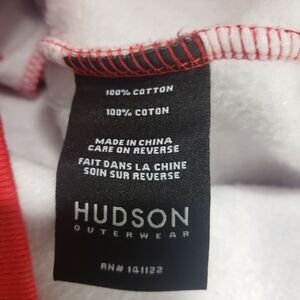 100% COTTON
100% COTON
MADE IN CHINA
CARE ON REVERSE
FAIT DANS LA CHINE
SOIN SUR REVERSE
HUDSON
OUTERWEAR
RN# 141122